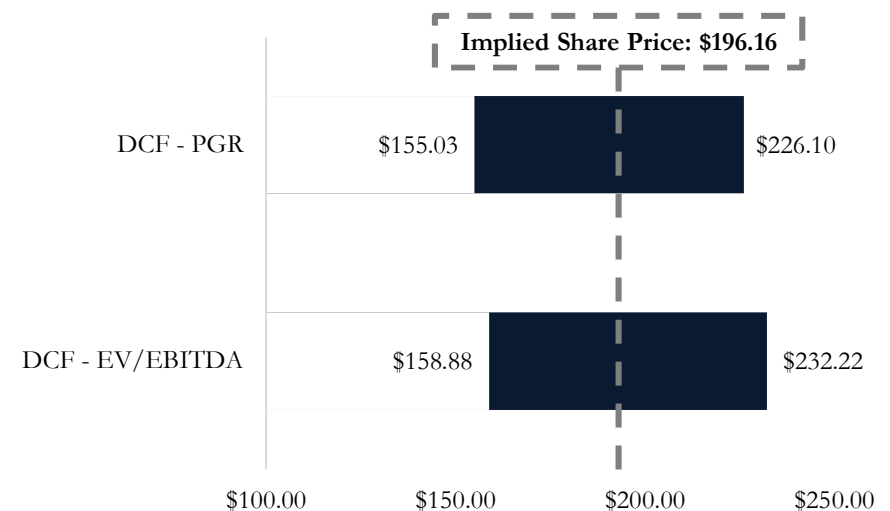 Implied Share Price: $196.16
DCF - PGR $155.03 $226.10
DCF - EV/EBITDA $158.88 $232.22
$100.00 $150.00 $200.00 $250.00